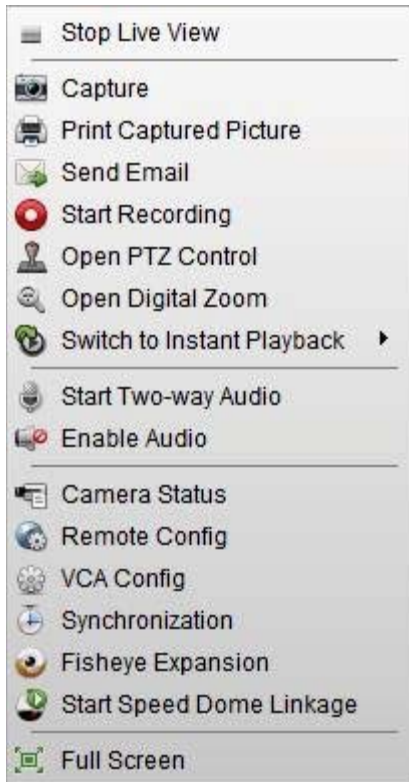 Stop Live View
Capture
Print Captured Picture
Send Email
Start Recording
Open PTZ Control
Open Digital Zoom
Switch to Instant Playback
Start Two-way Audio
Enable Audio
Camera Status
Remote Config
VCA Config
Synchronization
Fisheye Expansion
Start Speed Dome Linkage
Full Screen